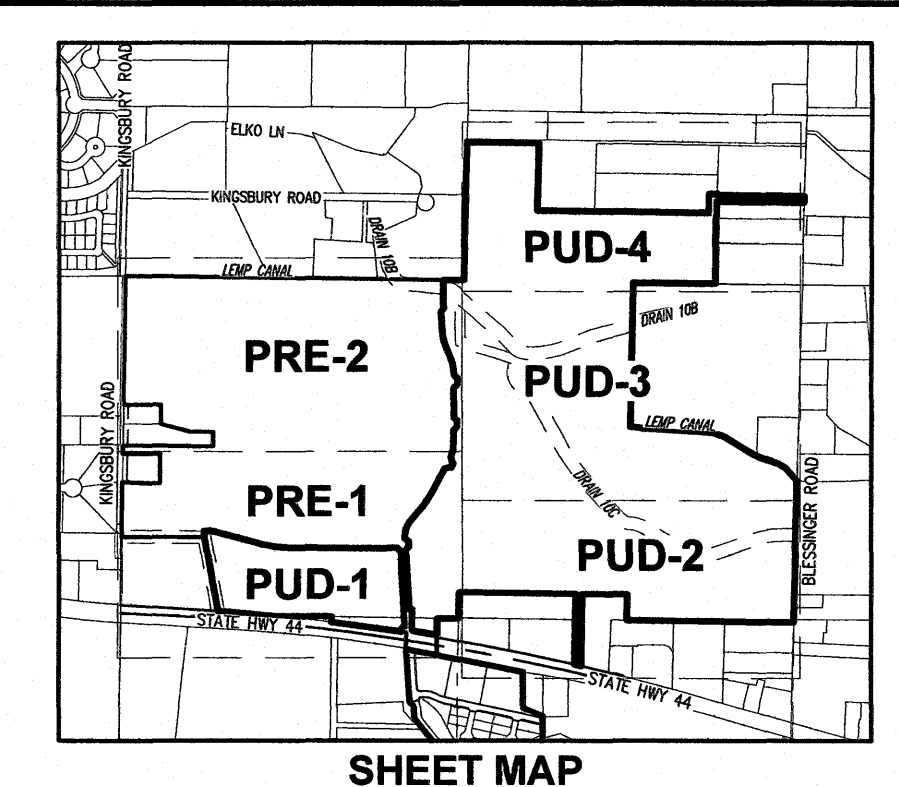 KINGSBURY ROAD
ELKO LN
KINGSBURY ROAD
DRAIN 10B
LEMP CANAL
PUD-4
DRAIN 10B
PRE-2
PUD-3
KINGSBURY ROAD
LEMP CANAL
DRAIN 10C
PRE-1
BLESSINGER ROAD
PUD-2
PUD-1
STATE HWY 44
STATE HWY 44
SHEET MAP